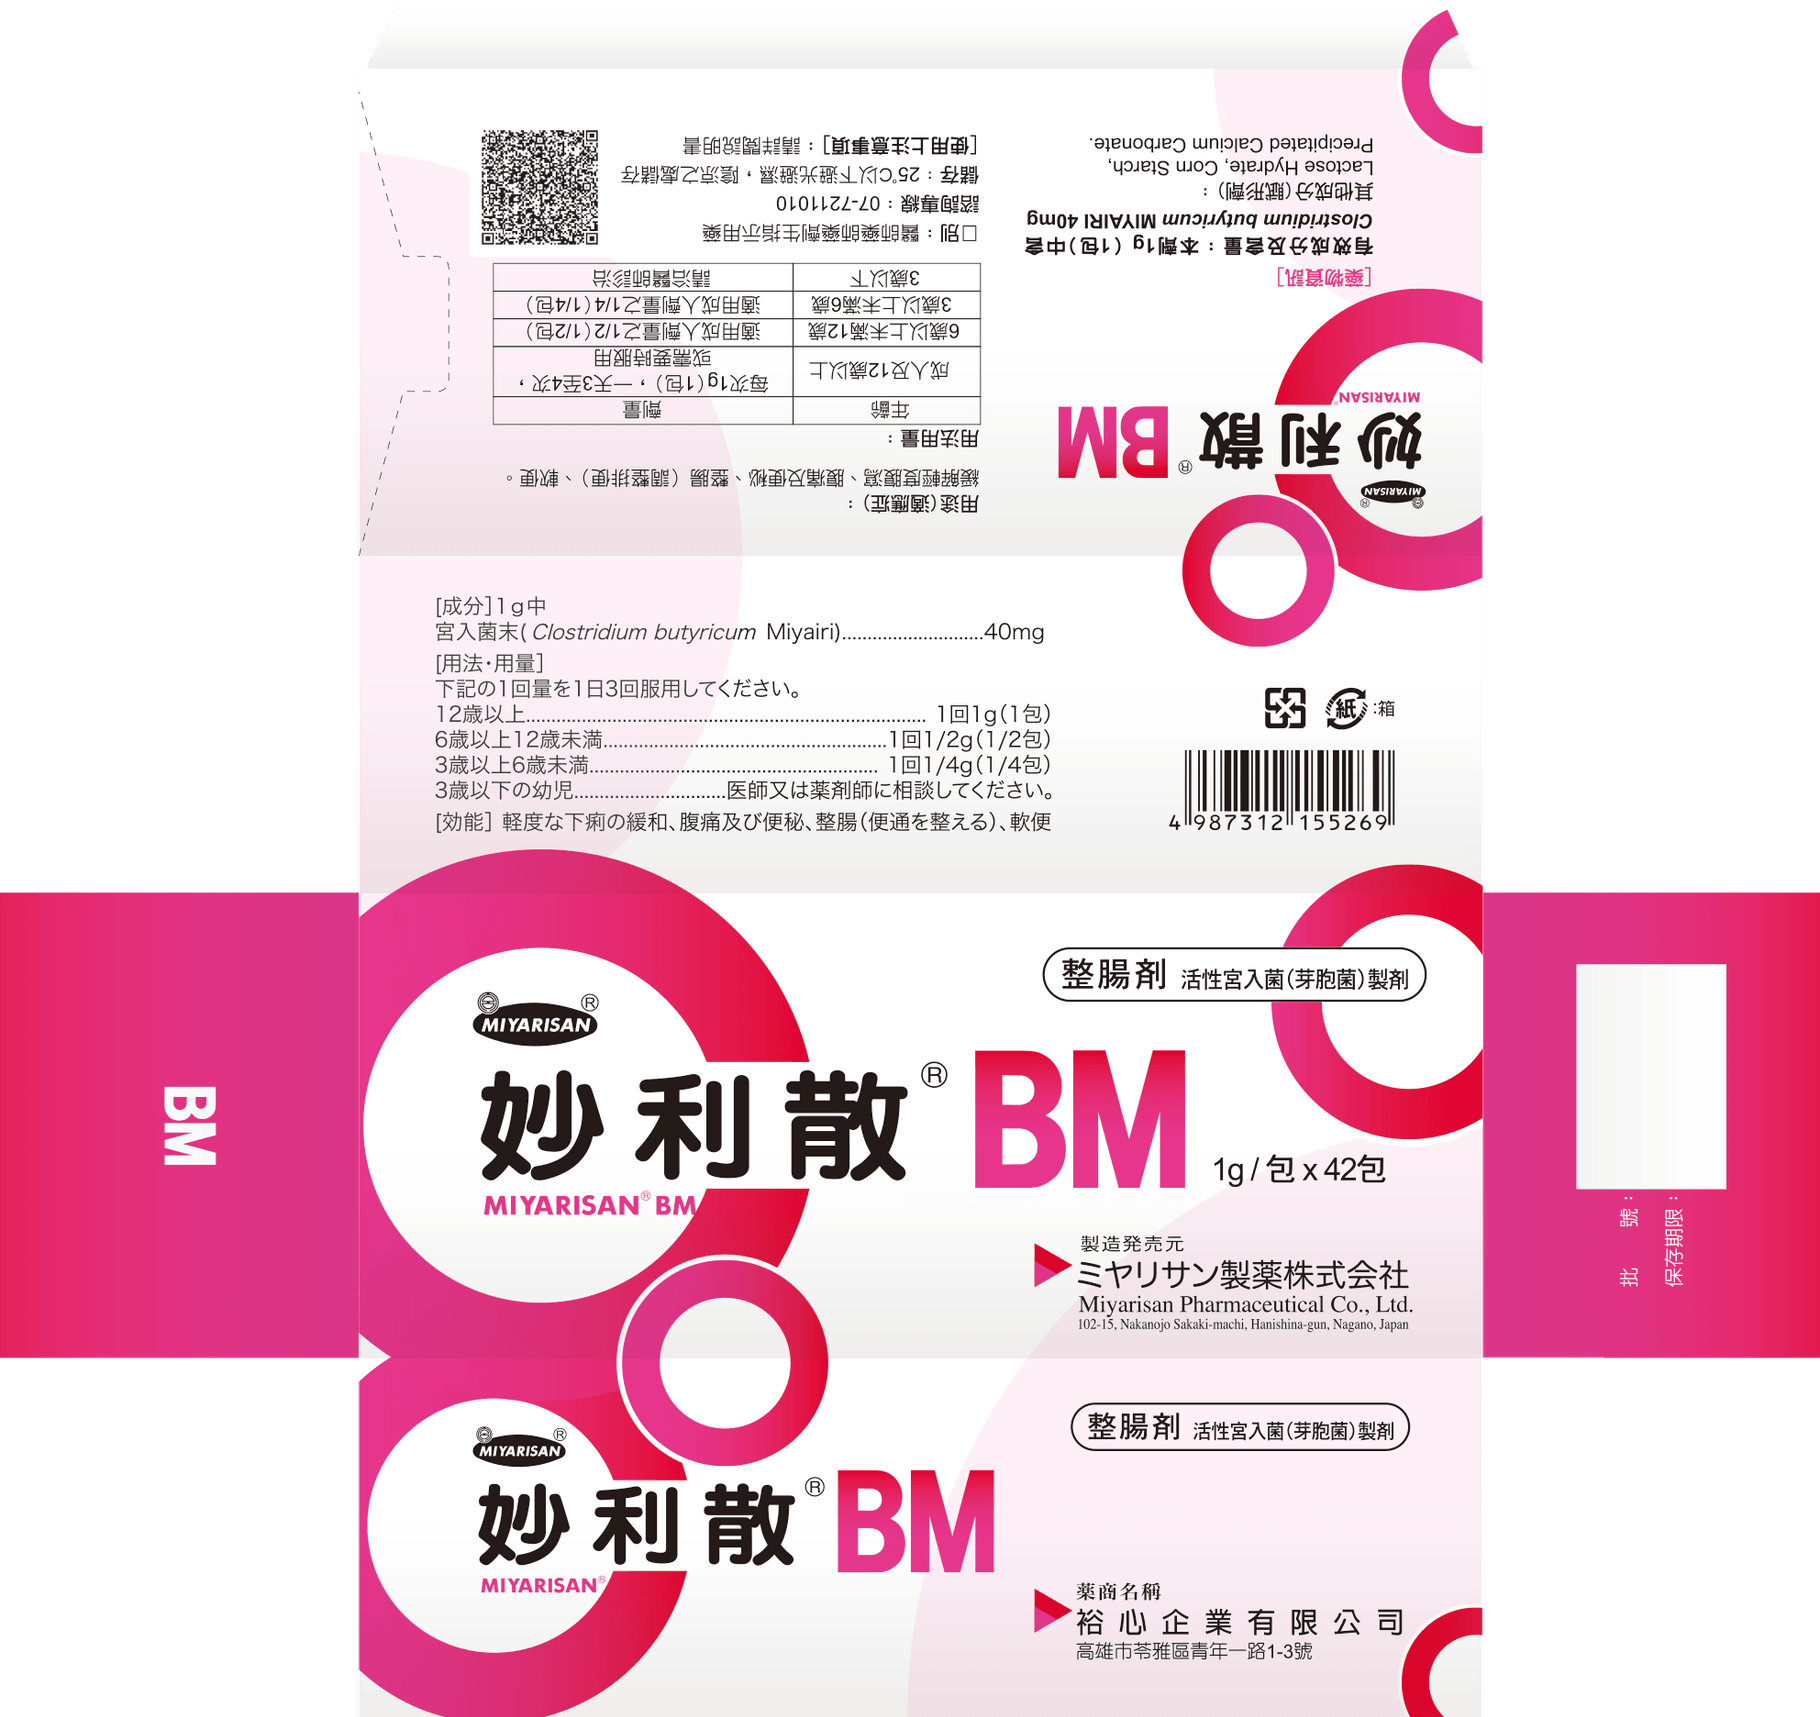 用途(適應症)：
緩解輕度腹瀉、腹痛及便秘、整腸（調整排便）、軟便。
用法用量：
年齡 劑量
成人及12歲以上 每次1g(1包)，一天3至4次，
或需要時服用
6歲以上未滿12歲 適用成人劑量之1/2(1/2包)
3歲以上未滿6歲 適用成人劑量之1/4(1/4包)
3歲以下 請洽醫師診治
□別：醫師藥師藥劑生指示用藥
諮詢專線：07-7211010
儲存：25℃以下避光避濕，陰涼之處儲存
[使用上注意事項]：請詳閱說明書
MIYARISAN ®
妙利散® BM
MIYARISAN®
[藥物資訊]
有效成分及含量：本劑1g（1包)中含
Clostridium butyricum MIYAIRI 40mg
其他成分(賦形劑)：
Lactose Hydrate, Corn Starch,
Precipitated Calcium Carbonate.
[成分]1g中
宮入菌末( Clostridium butyricum Miyairi)............................40mg
[用法･用量]
下記の1回量を1日3回服用してください。
12歳以上............................................................................... 1回1g(1包)
6歳以上12歳未満........................................................1回1/2g(1/2包)
3歳以上6歳未満......................................................... 1回1/4g(1/4包)
3歳以下の幼児..............................医師又は薬剤師に相談してください。
[効能] 軽度な下痢の緩和、腹痛及び便秘、整腸(便通を整える)、軟便
紙 :箱
4 987312 155269
BM
整腸剤 活性宮入菌(芽胞菌)製剤
MIYARISAN ®
妙利散® BM
MIYARISAN® BM
1g / 包 x 42包
製造発売元
ミヤリサン製薬株式会社
Miyarisan Pharmaceutical Co., Ltd.
102-15, Nakanojo Sakaki-machi, Hanishina-gun, Nagano, Japan
批 號：
保存期限：
整腸剤 活性宮入菌(芽胞菌)製剤
MIYARISAN ®
妙利散® BM
MIYARISAN®
薬商名稱
裕心企業有限公司
高雄市苓雅區青年一路1-3號